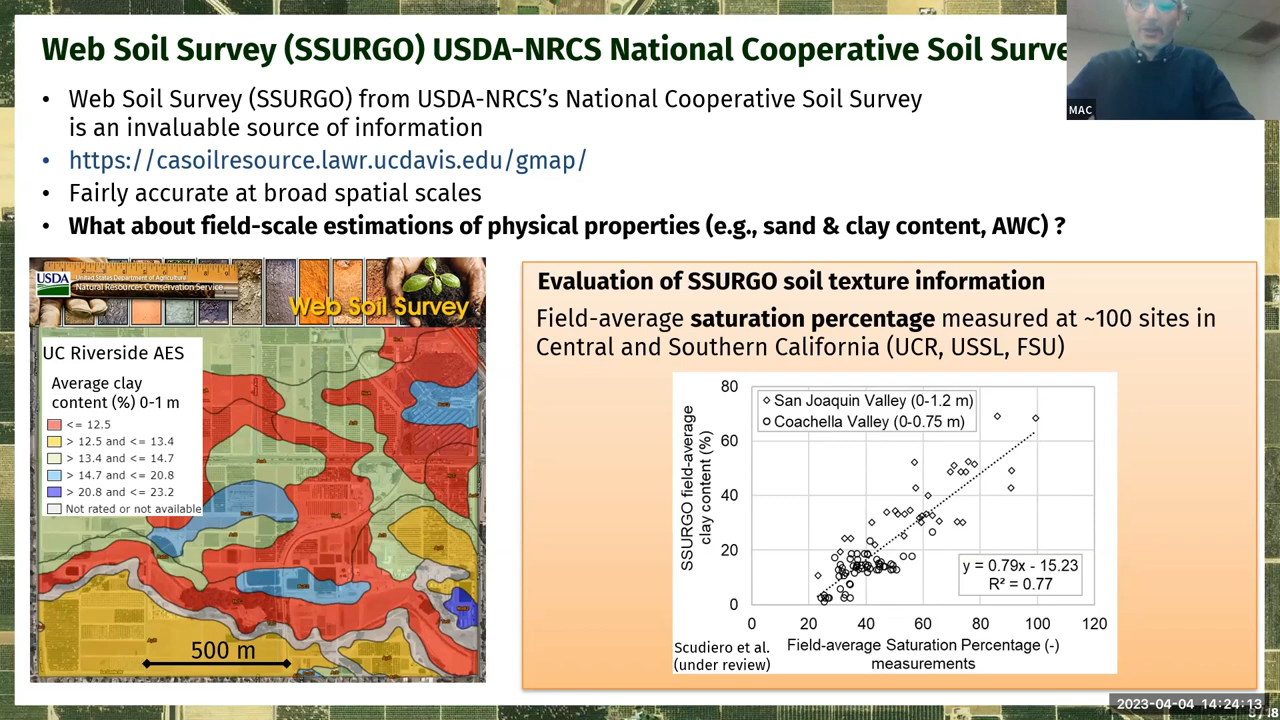 Web Soil Survey (SSURGO) USDA-NRCS National Cooperative Soil Surve
MAC
• Web Soil Survey (SSURGO) from USDA-NRCS’s National Cooperative Soil Survey
is an invaluable source of information
• https://casoilresource.lawr.ucdavis.edu/gmap/
• Fairly accurate at broad spatial scales
• What about field-scale estimations of physical properties (e.g., sand & clay content, AWC) ?
USDA
United States Department of Agriculture
Natural Resources Conservation Service
Web Soil Survey
UC Riverside AES
Average clay
content (%) 0-1 m
<= 12.5
> 12.5 and <= 13.4
> 13.4 and <= 14.7
> 14.7 and <= 20.8
> 20.8 and <= 23.2
Not rated or not available
500 m
Evaluation of SSURGO soil texture information
Field-average saturation percentage measured at ~100 sites in
Central and Southern California (UCR, USSL, FSU)
SSURGO field-average
clay content (%)
80
60
40
20
0
San Joaquin Valley (0-1.2 m)
Coachella Valley (0-0.75 m)
y = 0.79x - 15.23
R² = 0.77
0 20 40 60 80 100 120
Field-average Saturation Percentage (-)
measurements
Scudiero et al.
(under review)
2023-04-04 14:24:13